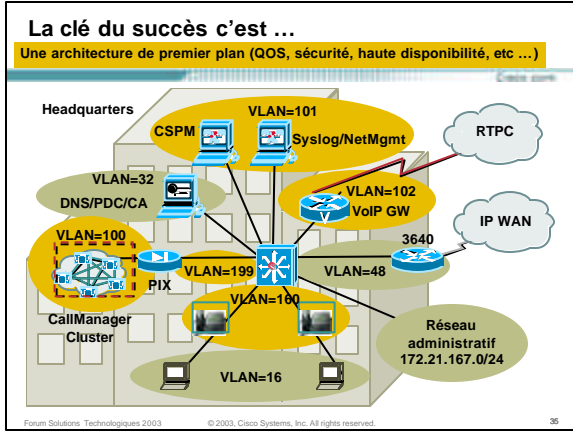 La clé du succès c'est …
Une architecture de premier plan (QOS, sécurité, haute disponibilité, etc …)
Headquarters
VLAN=101
CSPM
Syslog/NetMgmt
RTPC
VLAN=32
DNS/PDC/CA
VLAN=102
VoIP GW
V
IP WAN
VLAN=100
3640
PIX
VLAN=199
VLAN=48
CallManager
Cluster
VLAN=160
Réseau
administratif
172.21.167.0/24
VLAN=16
Forum Solutions Technologiques 2003
© 2003, Cisco Systems, Inc. All rights reserved.
35